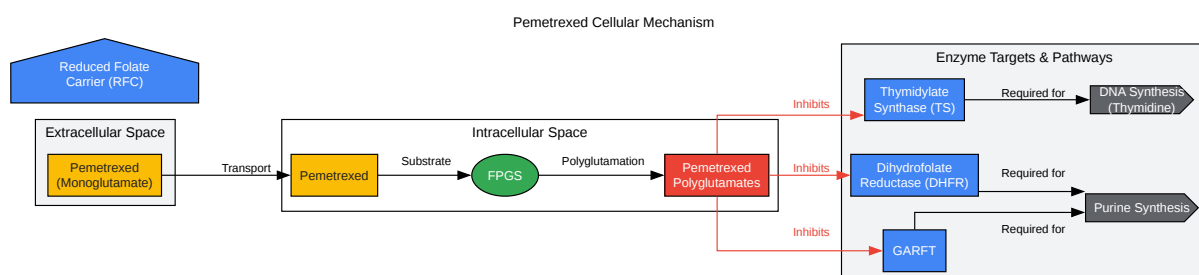 Pemetrexed Cellular Mechanism
Reduced Folate
Carrier (RFC)
Extracellular Space
Pemetrexed
(Monoglutamate)
Transport
Intracellular Space
Pemetrexed
Substrate
FPGS
Polyglutamation
Pemetrexed
Polyglutamates
Inhibits
Inhibits
Inhibits
Enzyme Targets & Pathways
Thymidylate
Synthase (TS)
Required for
DNA Synthesis
(Thymidine)
Dihydrofolate
Reductase (DHFR)
Required for
Purine Synthesis
GARFT
Required for